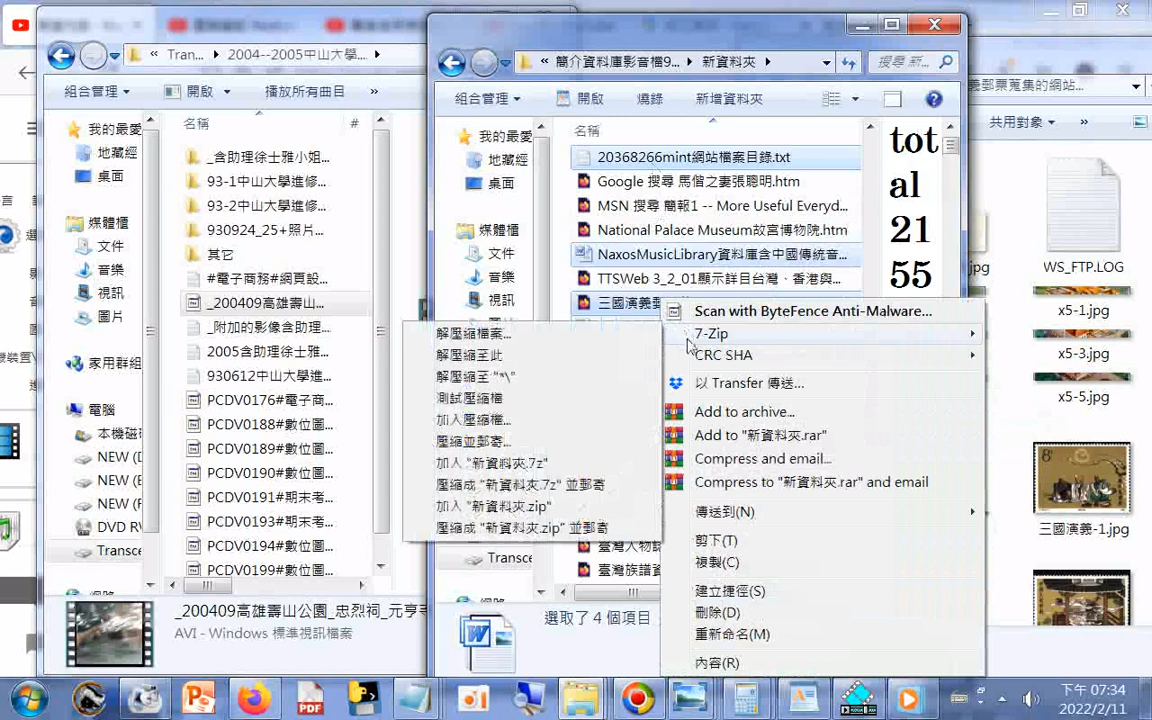 « Tran... ▸ 2004--2005中山大學... ▸
組合管理 ▾ 開啟 ▾ 播放所有曲目 »
我的最愛
地藏經
桌面
媒體櫃
文件
音樂
視訊
圖片
家用群組
電腦
本機磁
NEW (
NEW (
NEW (
DVD RW
Transce
名稱 #
_含助理徐士雅小姐...
93-1中山大學進修...
93-2中山大學進修...
930924_25+照片...
其它
#電子商務#網頁設...
_200409高雄壽山...
_附加的影像含助理...
2005含助理徐士雅...
930612中山大學進...
PCDV0176#電子商...
PCDV0188#數位圖...
PCDV0189#數位圖...
PCDV0190#數位圖...
PCDV0191#期末考...
PCDV0193#期末考...
PCDV0194#數位圖...
PCDV0199#數位圖...
_200409高雄壽山公園_忠烈祠_元亨寺
AVI - Windows 標準視訊檔案
« 簡介資料庫影音檔9... ▸ 新資料夾 ▸
搜尋 新...
組合管理 ▾ 開啟 燒錄 新增資料夾
我的最愛
地藏經
桌面
媒體櫃
文件
音樂
視訊
Transc
名稱
20368266mint網站檔案目錄.txt
Google 搜尋 馬偕之妻張聰明.htm
MSN 搜尋 簡報1 -- More Useful Everyd...
National Palace Museum故宮博物院.htm
NaxosMusicLibrary資料庫含中國傳統音...
TTSWeb 3_2_01顯示詳目台灣、香港與...
三國演義郵
臺灣人物誌
臺灣族譜資
選取了 4 個項目
tot
al
21
55
解壓縮檔案...
解壓縮至此
解壓縮至 "*\"
測試壓縮檔
加入壓縮檔...
壓縮並郵寄...
加入 "新資料夾.7z"
壓縮成 "新資料夾.7z" 並郵寄
加入 "新資料夾.zip"
壓縮成 "新資料夾.zip" 並郵寄
Scan with ByteFence Anti-Malware...
7-Zip
CRC SHA
以 Transfer 傳送...
Add to archive...
Add to "新資料夾.rar"
Compress and email...
Compress to "新資料夾.rar" and email
傳送到(N)
剪下(T)
複製(C)
建立捷徑(S)
刪除(D)
重新命名(M)
內容(R)
郵票蒐集的網站...
共用對象 ▾ »
jpg
WS_FTP.LOG
x5-1.jpg
x5-3.jpg
x5-5.jpg
三國演義-1.jpg
下午 07:34
2022/2/11